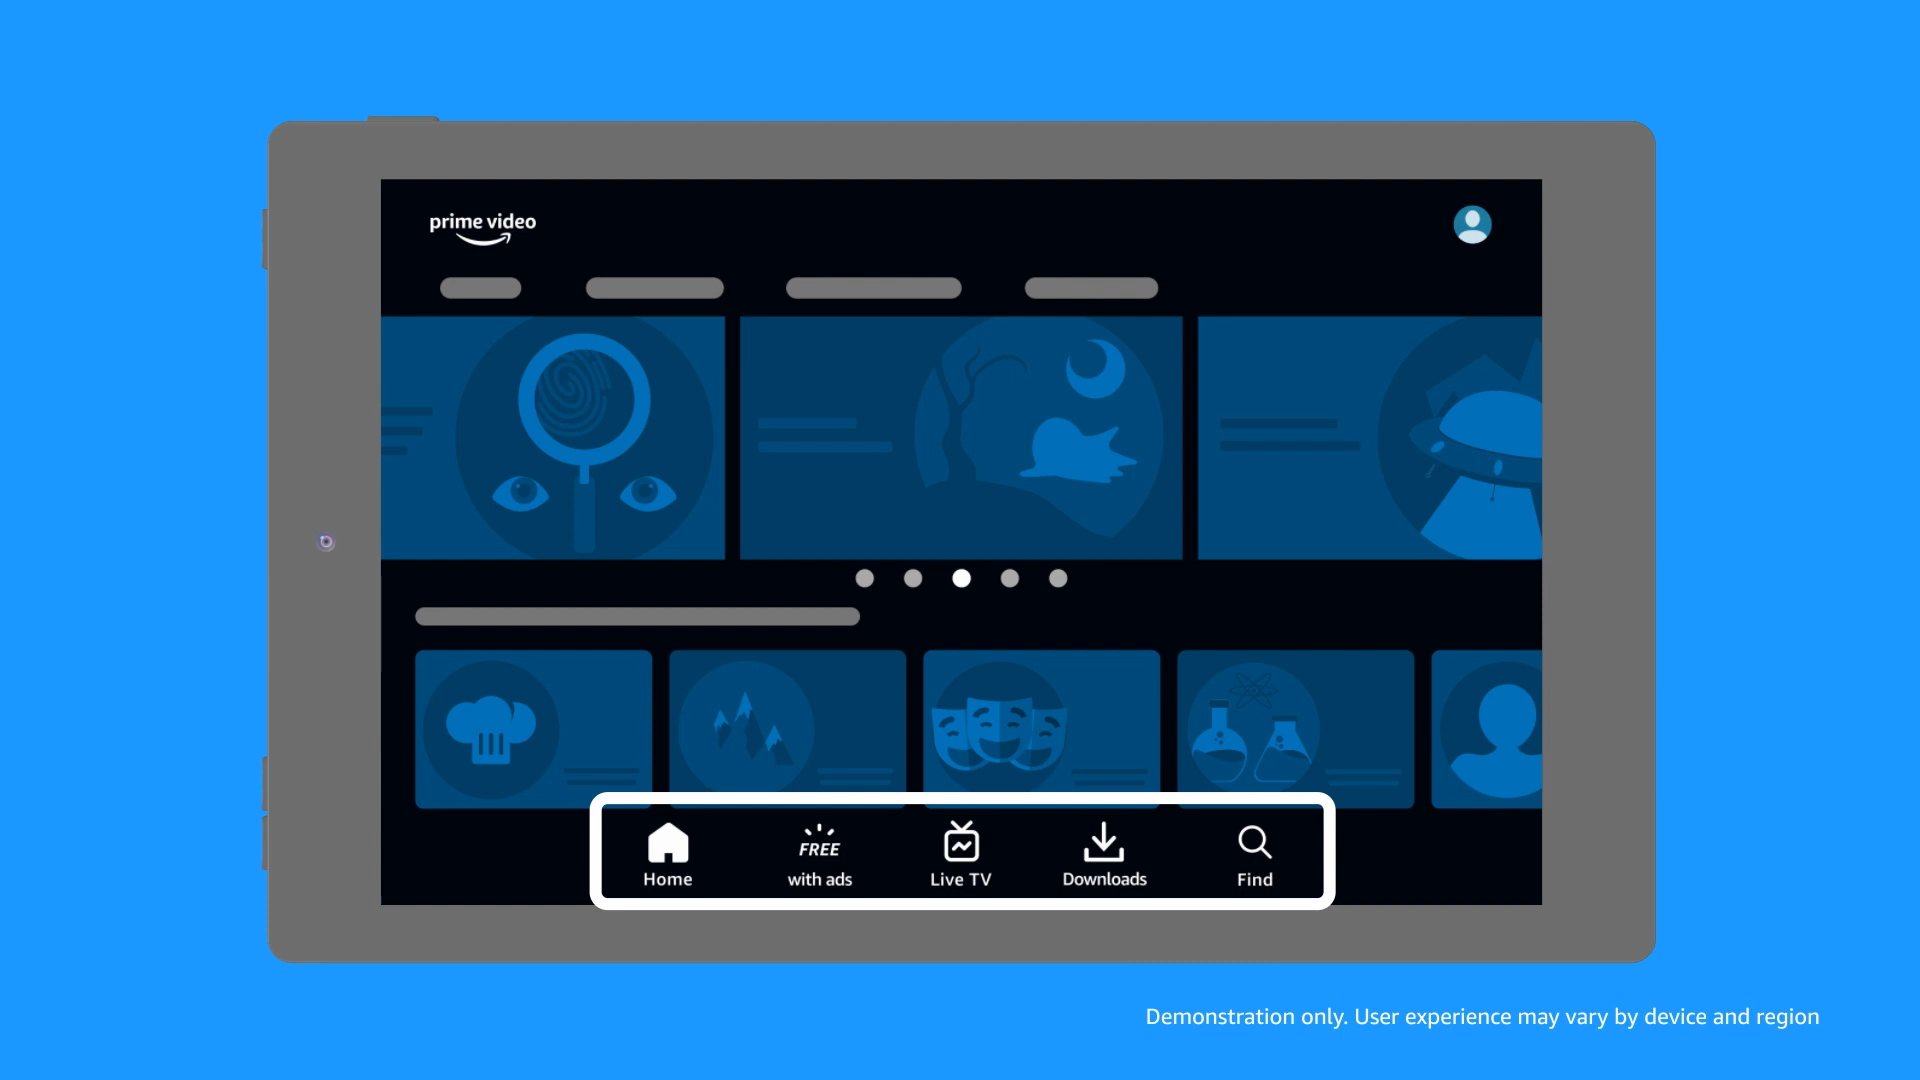 prime video
FREE
Home
with ads
Live TV
Downloads
Find
Demonstration only. User experience may vary by device and region